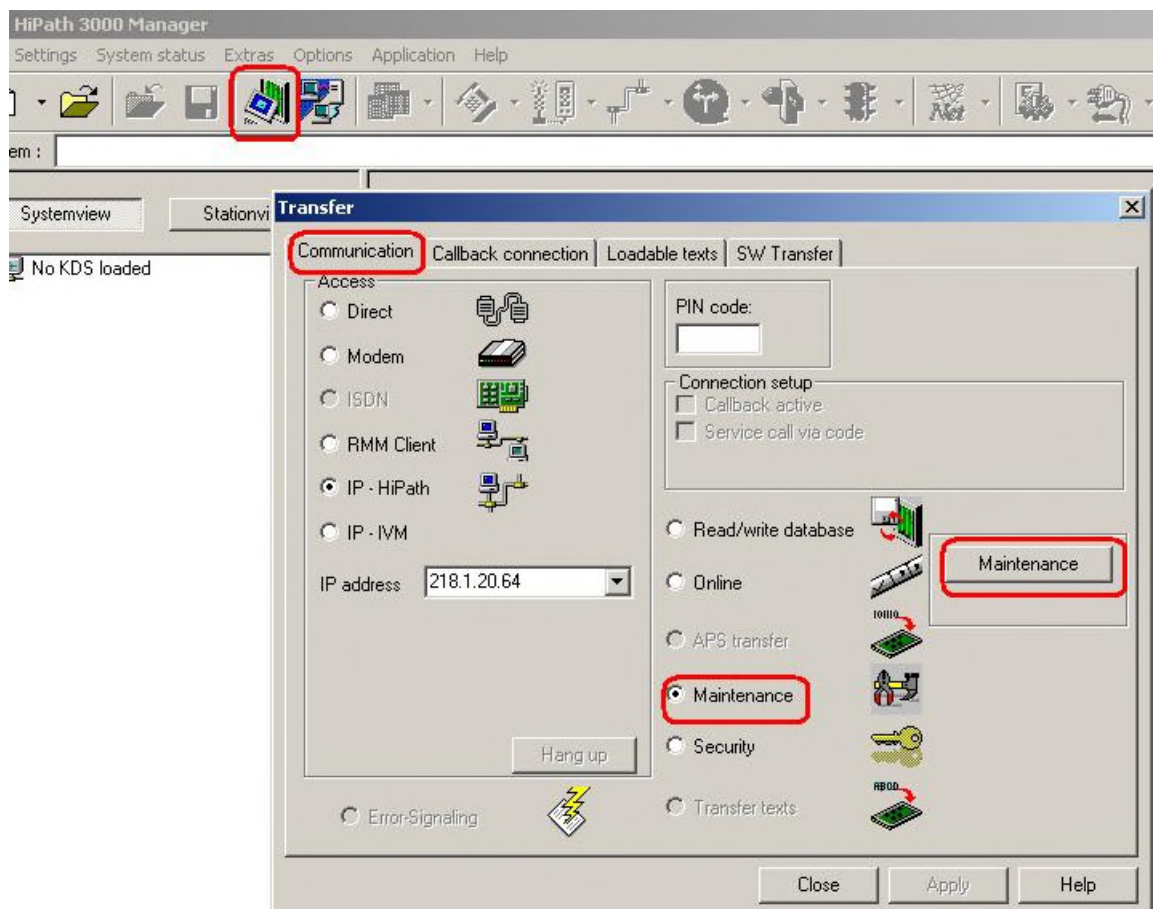 HiPath 3000 Manager
Settings System status Extras Options Application Help
Net
em :
Systemview Stationvi
No KDS loaded
Transfer
Communication Callback connection Loadable texts SW Transfer
Access
Direct
Modem
ISDN
RMM Client
IP - HiPath
IP - IVM
IP address 218.1.20.64
Hang up
Error-Signaling
PIN code:
Connection setup
Callback active
Service call via code
Read/write database
Online
10110
APS transfer
Maintenance
Security
ABCD
Transfer texts
Maintenance
Close Apply Help